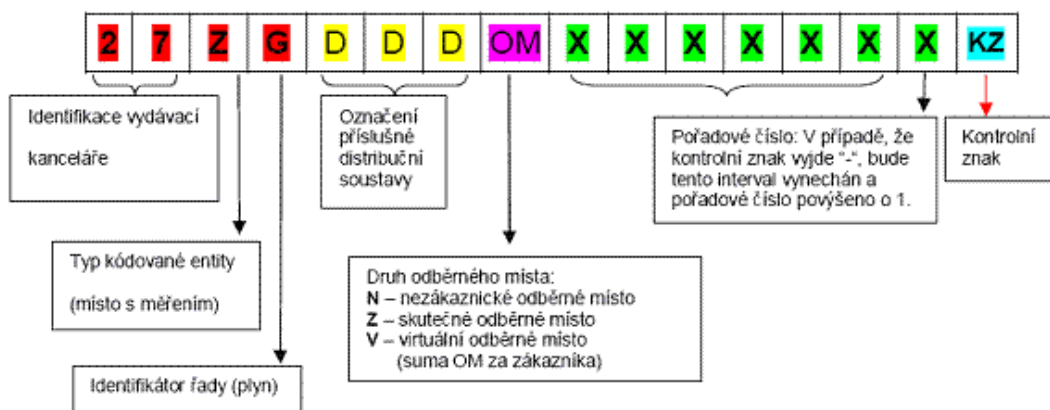 2 7 Z G D D D OM X X X X X X X KZ
Identifikace vydávací
kanceláře
Označení
příslušné
distribuční
soustavy
Pořadové číslo: V případě, že
kontrolní znak vyjde "-", bude
tento interval vynechán a
pořadové číslo povýšeno o 1.
Kontrolní
znak
Typ kódované entity
(místo s měřením)
Druh odběrného místa:
N – nezákaznické odběrné místo
Z – skutečné odběrné místo
V – virtuální odběrné místo
(suma OM za zákazníka)
Identifikátor řady (plyn)